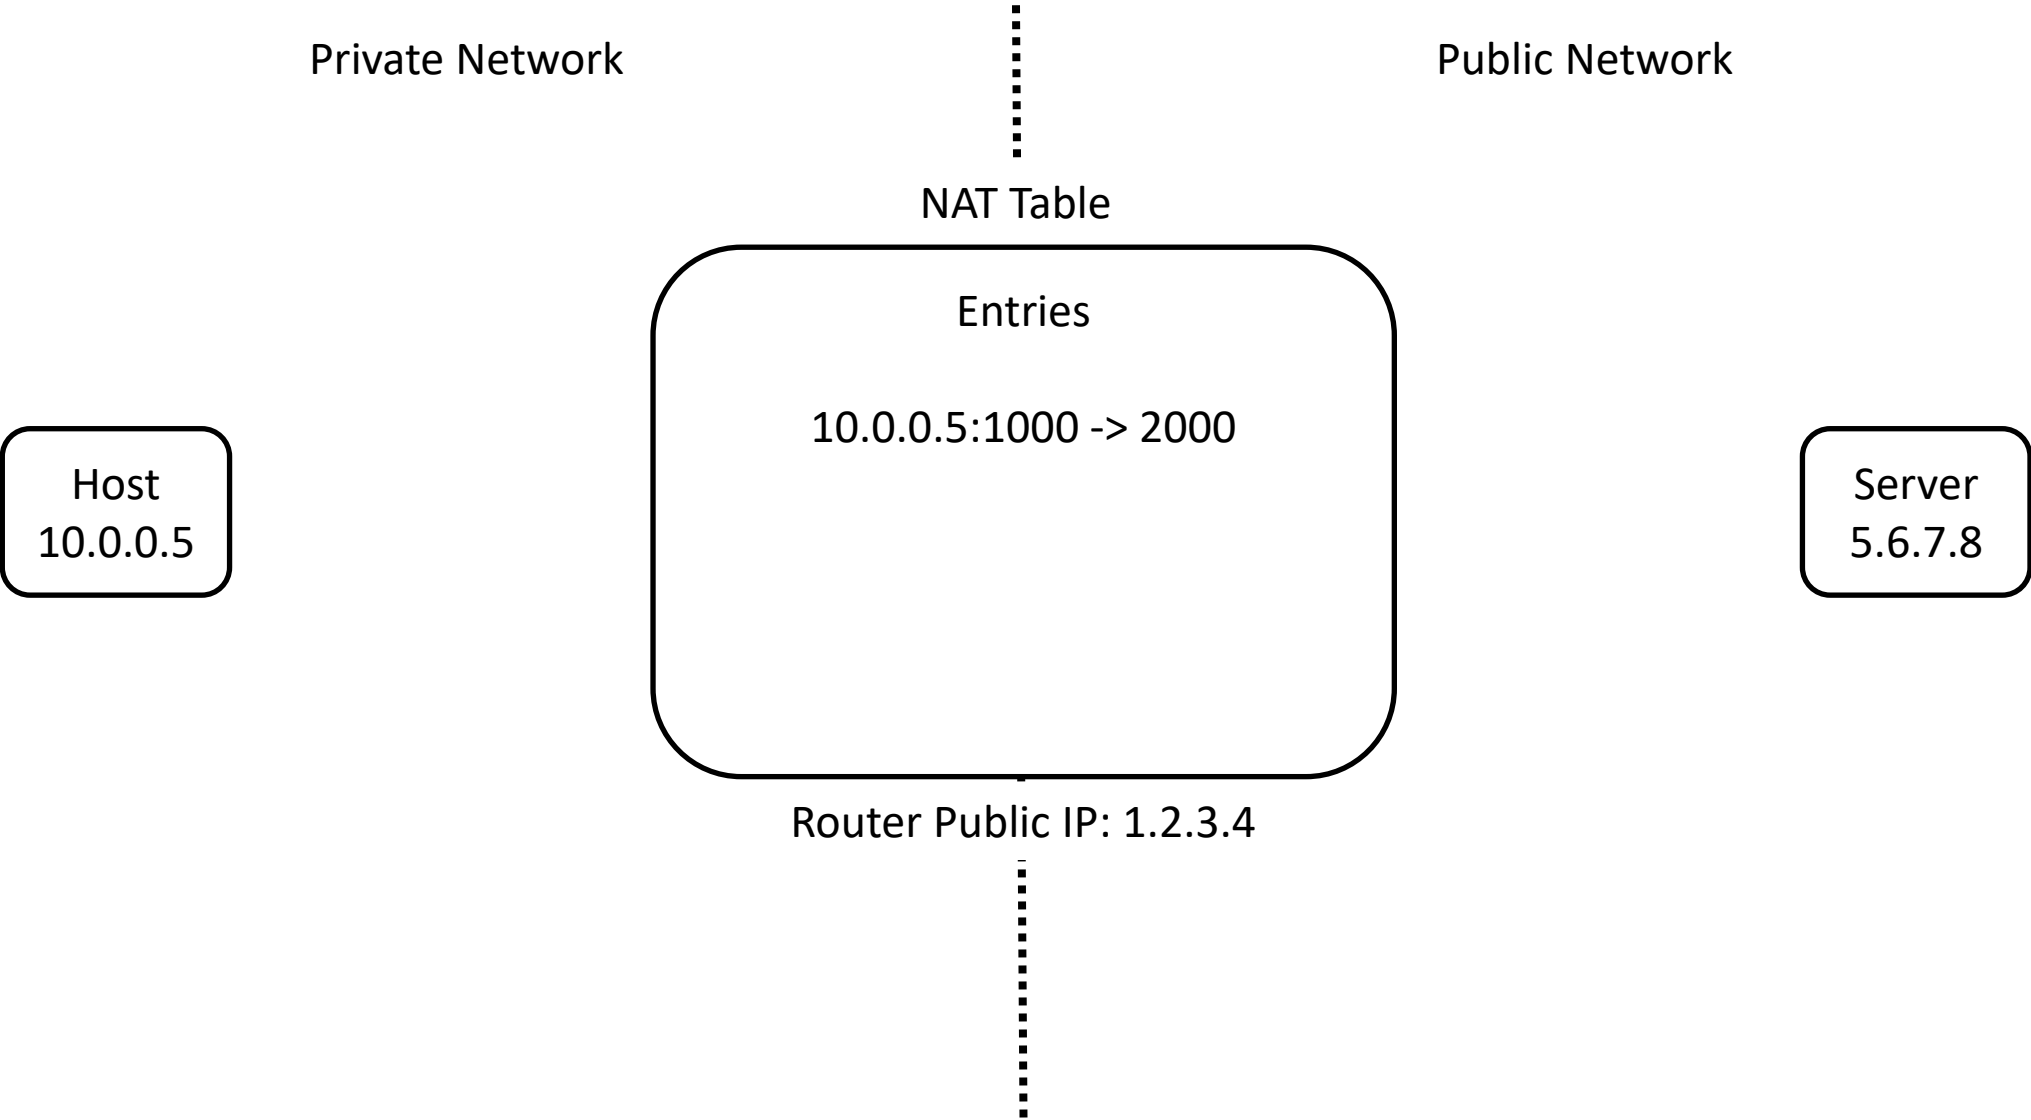 Private Network
Public Network
NAT Table
Entries
10.0.0.5:1000 -> 2000
Host
10.0.0.5
Server
5.6.7.8
Router Public IP: 1.2.3.4